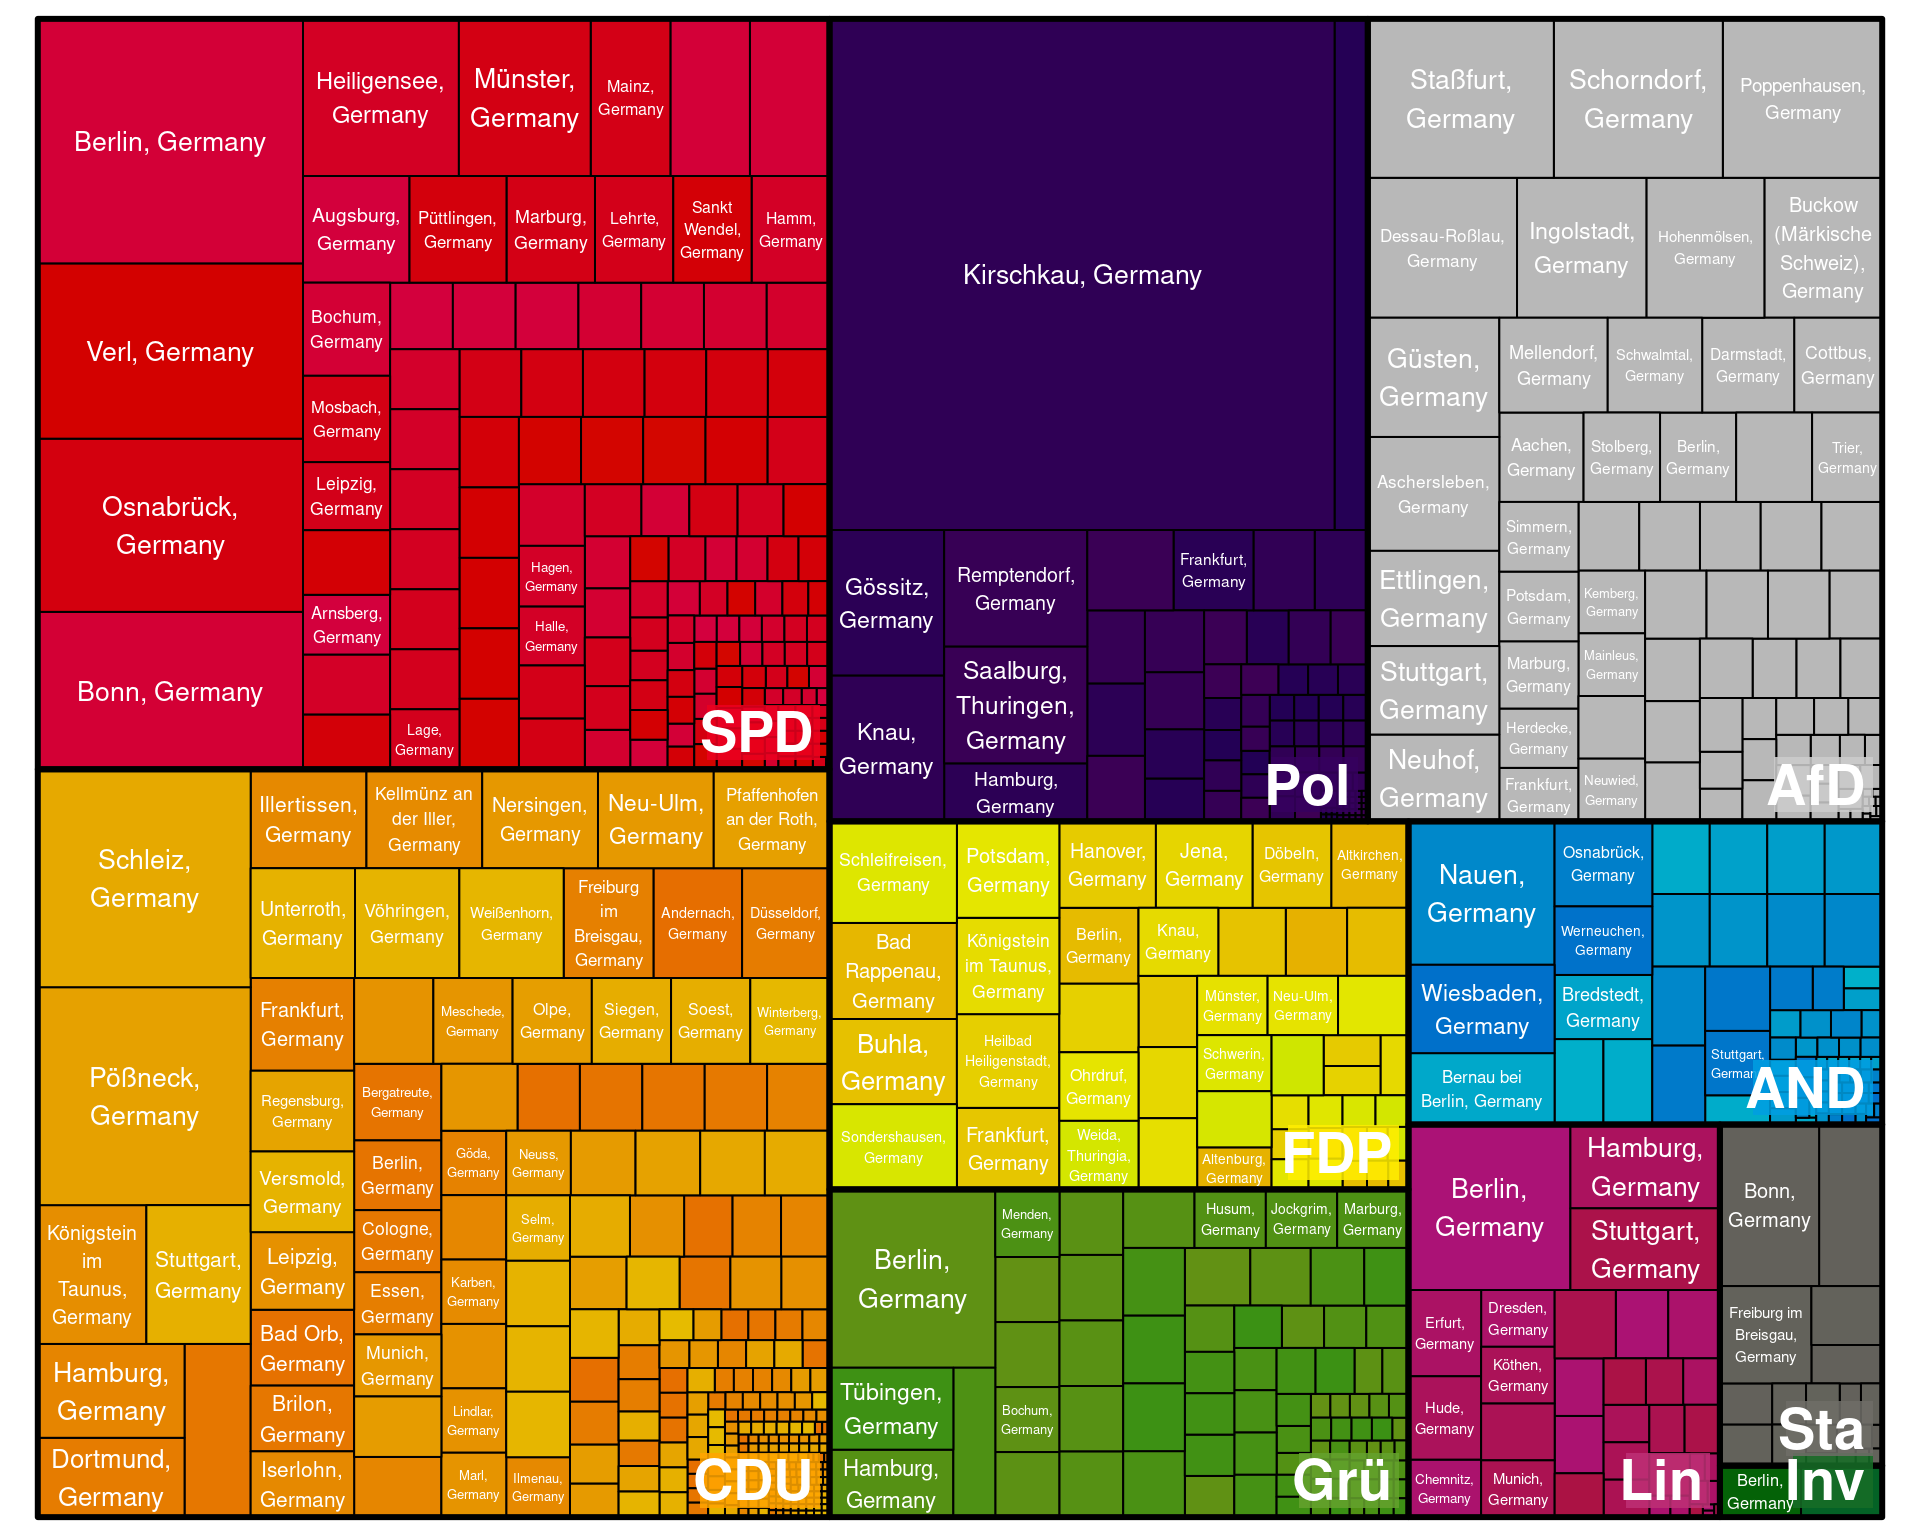 Berlin, Germany
Verl, Germany
Osnabrück,
Germany
Bonn, Germany
Heiligensee,
Germany
Münster,
Germany
Mainz,
Germany
Augsburg,
Germany
Püttlingen,
Germany
Marburg,
Germany
Lehrte,
Germany
Sankt
Wendel,
Germany
Hamm,
Germany
Bochum,
Germany
Mosbach,
Germany
Leipzig,
Germany
Arnsberg,
Germany
Lage,
Germany
Hagen,
Germany
Halle,
Germany
SPD
Kirschkau, Germany
Gössitz,
Germany
Knau,
Germany
Remptendorf,
Germany
Saalburg,
Thuringen,
Germany
Hamburg,
Germany
Frankfurt,
Germany
Pol
Staßfurt,
Germany
Schorndorf,
Germany
Poppenhausen,
Germany
Dessau-Roßlau,
Germany
Ingolstadt,
Germany
Hohenmölsen,
Germany
Buckow
(Märkische
Schweiz),
Germany
Güsten,
Germany
Aschersleben,
Germany
Ettlingen,
Germany
Stuttgart,
Germany
Neuhof,
Germany
Mellendorf,
Germany
Schwalmtal,
Germany
Darmstadt,
Germany
Cottbus,
Germany
Aachen,
Germany
Stolberg,
Germany
Berlin,
Germany
Trier,
Germany
Simmern,
Germany
Potsdam,
Germany
Marburg,
Germany
Herdecke,
Germany
Frankfurt,
Germany
Kemberg,
Germany
Mainleus,
Germany
Neuwied,
Germany
AfD
Schleiz,
Germany
Pößneck,
Germany
Königstein
im
Taunus,
Germany
Stuttgart,
Germany
Hamburg,
Germany
Dortmund,
Germany
Illertissen,
Germany
Kellmünz an
der Iller,
Germany
Nersingen,
Germany
Neu-Ulm,
Germany
Pfaffenhofen
an der Roth,
Germany
Unterroth,
Germany
Vöhringen,
Germany
Weißenhorn,
Germany
Freiburg
im
Breisgau,
Germany
Andernach,
Germany
Düsseldorf,
Germany
Frankfurt,
Germany
Regensburg,
Germany
Versmold,
Germany
Leipzig,
Germany
Bad Orb,
Germany
Brilon,
Germany
Iserlohn,
Germany
Meschede,
Germany
Olpe,
Germany
Siegen,
Germany
Soest,
Germany
Winterberg,
Germany
Bergatreute,
Germany
Berlin,
Germany
Cologne,
Germany
Essen,
Germany
Munich,
Germany
Göda,
Germany
Neuss,
Germany
Selm,
Germany
Karben,
Germany
Lindlar,
Germany
Marl,
Germany
Ilmenau,
Germany
CDU
Schleifreisen,
Germany
Bad
Rappenau,
Germany
Buhla,
Germany
Sondershausen,
Germany
Potsdam,
Germany
Königstein
im Taunus,
Germany
Heilbad
Heiligenstadt,
Germany
Frankfurt,
Germany
Hanover,
Germany
Jena,
Germany
Döbeln,
Germany
Altkirchen,
Germany
Berlin,
Germany
Knau,
Germany
Ohrdruf,
Germany
Weida,
Thuringia,
Germany
Münster,
Germany
Neu-Ulm,
Germany
Schwerin,
Germany
Altenburg,
Germany
FDP
Berlin,
Germany
Tübingen,
Germany
Hamburg,
Germany
Menden,
Germany
Bochum,
Germany
Husum,
Germany
Jockgrim,
Germany
Marburg,
Germany
Grü
Nauen,
Germany
Wiesbaden,
Germany
Bernau bei
Berlin, Germany
Osnabrück,
Germany
Werneuchen,
Germany
Bredstedt,
Germany
Stuttgart,
Germany
AND
Berlin,
Germany
Hamburg,
Germany
Stuttgart,
Germany
Erfurt,
Germany
Hude,
Germany
Chemnitz,
Germany
Dresden,
Germany
Köthen,
Germany
Munich,
Germany
Lin
Bonn,
Germany
Freiburg im
Breisgau,
Germany
Sta
Berlin,
Germany
Inv